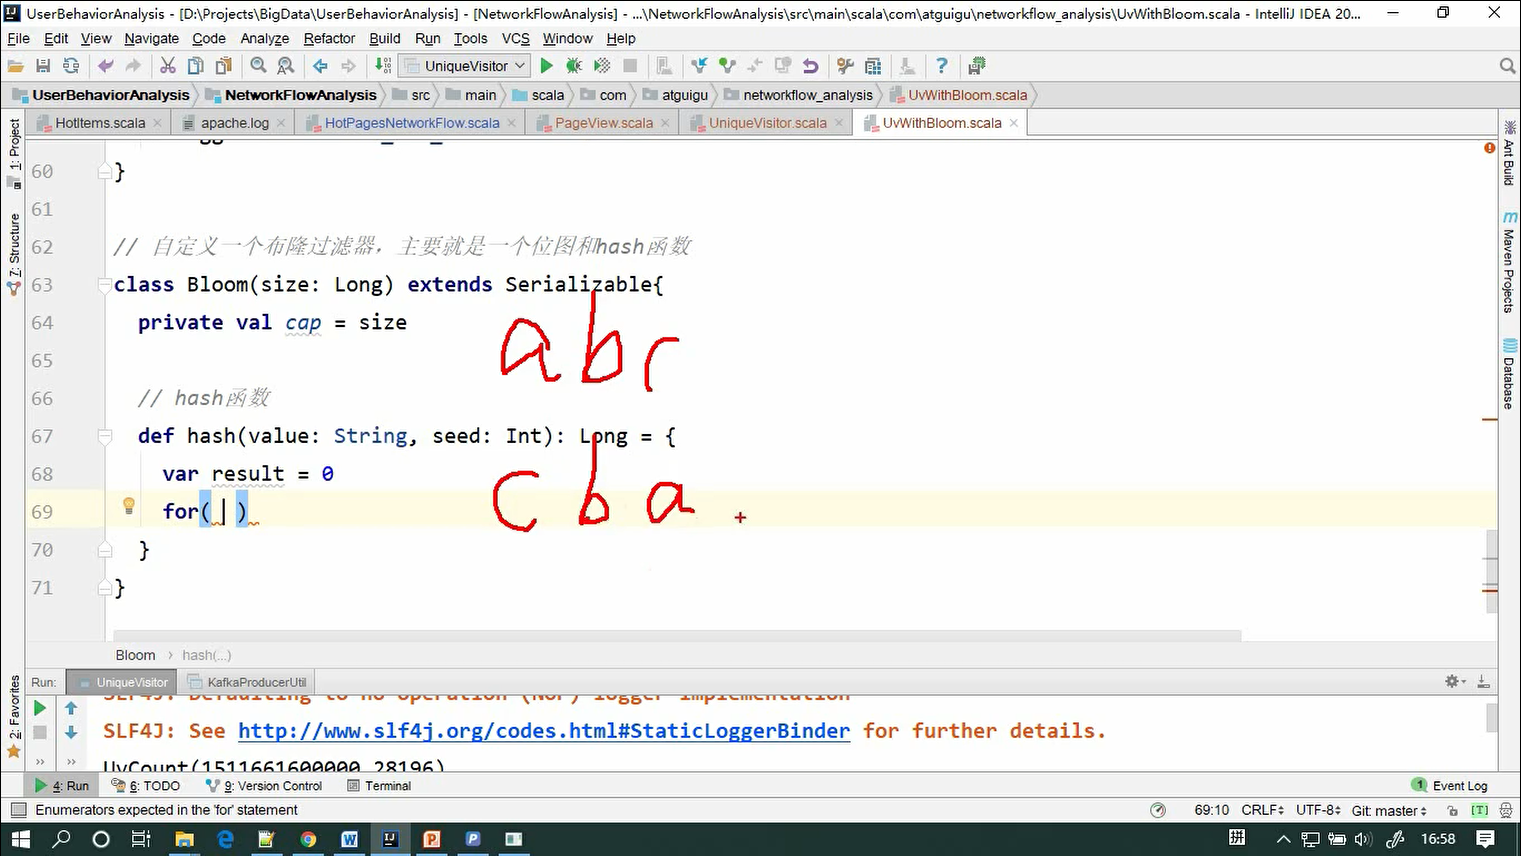 UserBehaviorAnalysis - [D:\Projects\BigData\UserBehaviorAnalysis] - [NetworkFlowAnalysis] - ...\NetworkFlowAnalysis\src\main\scala\com\atguigu\networkflow_analysis\UvWithBloom.scala - IntelliJ IDEA 20...
File Edit View Navigate Code Analyze Refactor Build Run Tools VCS Window Help
UniqueVisitor
UserBehaviorAnalysis NetworkFlowAnalysis src main scala com atguigu networkflow_analysis UvWithBloom.scala
HotItems.scala apache.log HotPagesNetworkFlow.scala PageView.scala UniqueVisitor.scala UvWithBloom.scala
1: Project
7: Structure
2: Favorites
Ant Build
Maven Projects
Database
60 }
61
62 // 自定义一个布隆过滤器，主要就是一个位图和hash函数
63 class Bloom(size: Long) extends Serializable{
64 private val cap = size
a b
65
66 // hash函数
67 def hash(value: String, seed: Int): Long = {
68 var result = 0
c b a
69 for( )
70 }
71 }
Bloom hash(...)
Run: UniqueVisitor KafkaProducerUtil
SLF4J: Defaulting to no-operation (NOP) logger implementation
SLF4J: See http://www.slf4j.org/codes.html#StaticLoggerBinder for further details.
UvCount(1511661600000,28196)
4: Run 6: TODO 9: Version Control Terminal 1 Event Log
Enumerators expected in the 'for' statement 69:10 CRLF UTF-8 Git: master
拼 16:58